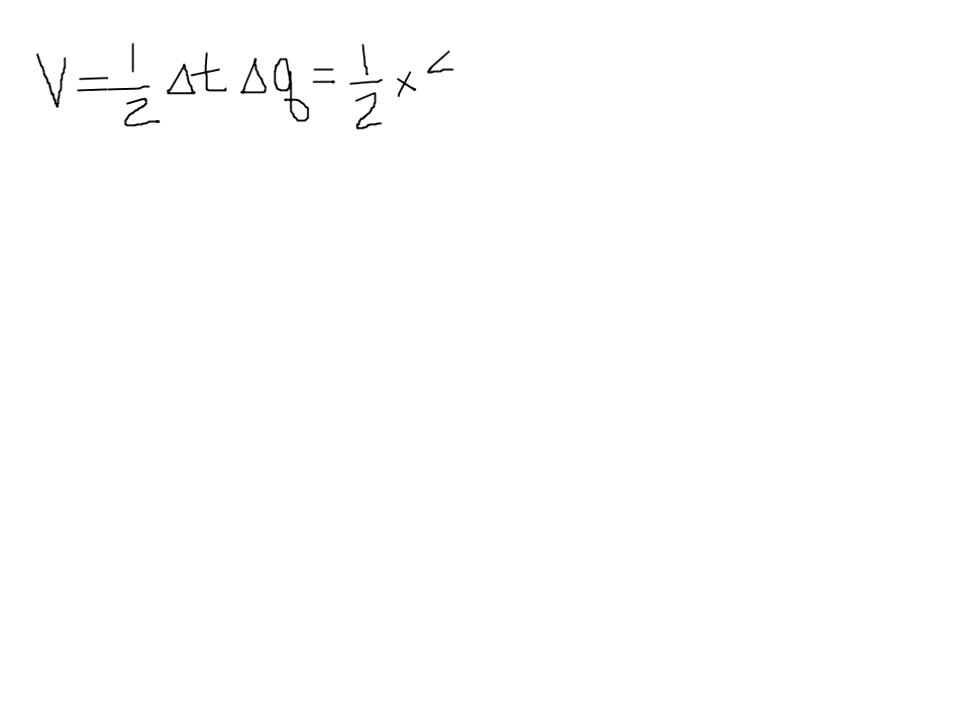 V = 1/2 Δt Δq = 1/2 x <